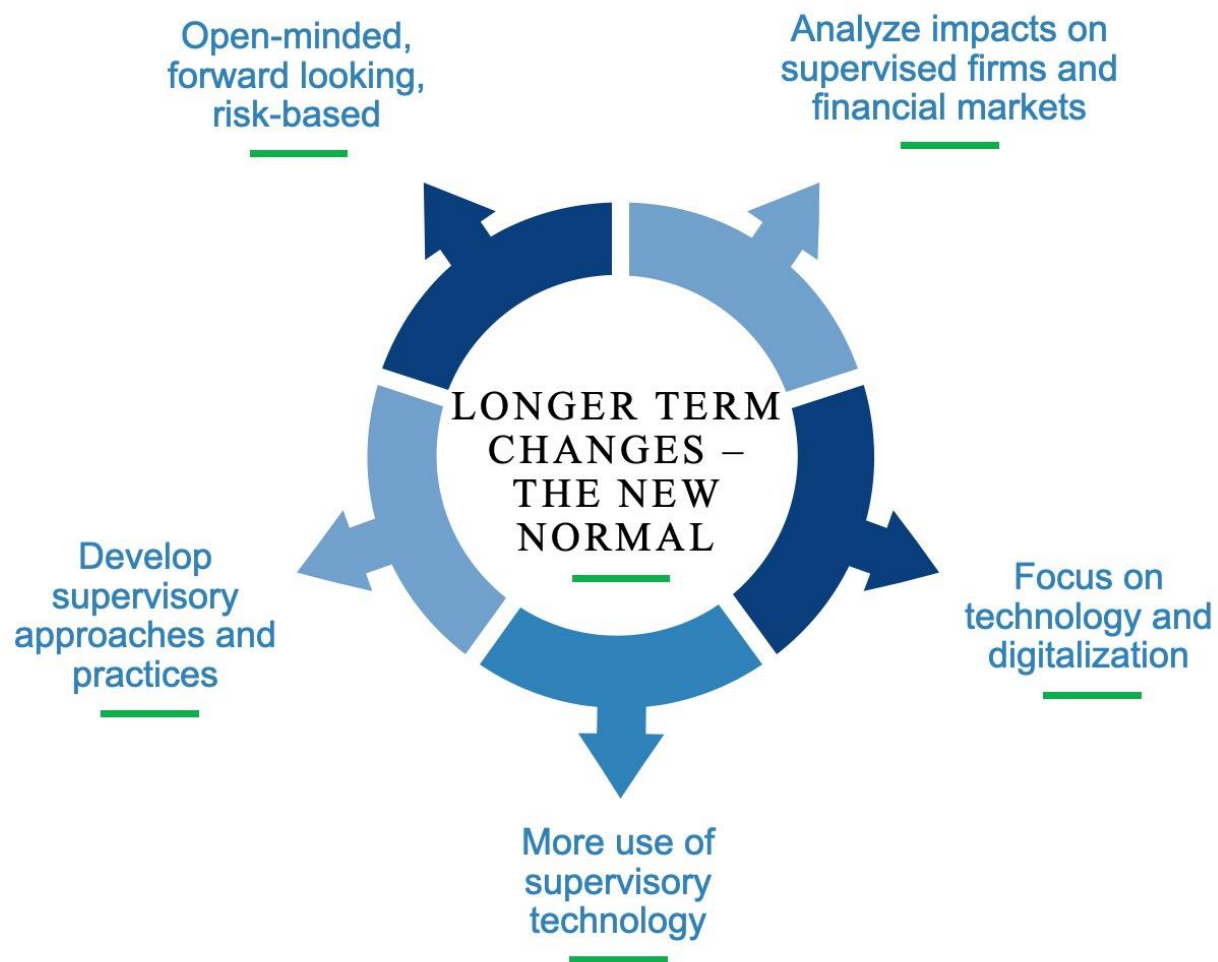 Open-minded,
forward looking,
risk-based
Analyze impacts on
supervised firms and
financial markets
LONGER TERM
CHANGES –
THE NEW
NORMAL
Develop
supervisory
approaches and
practices
Focus on
technology and
digitalization
More use of
supervisory
technology